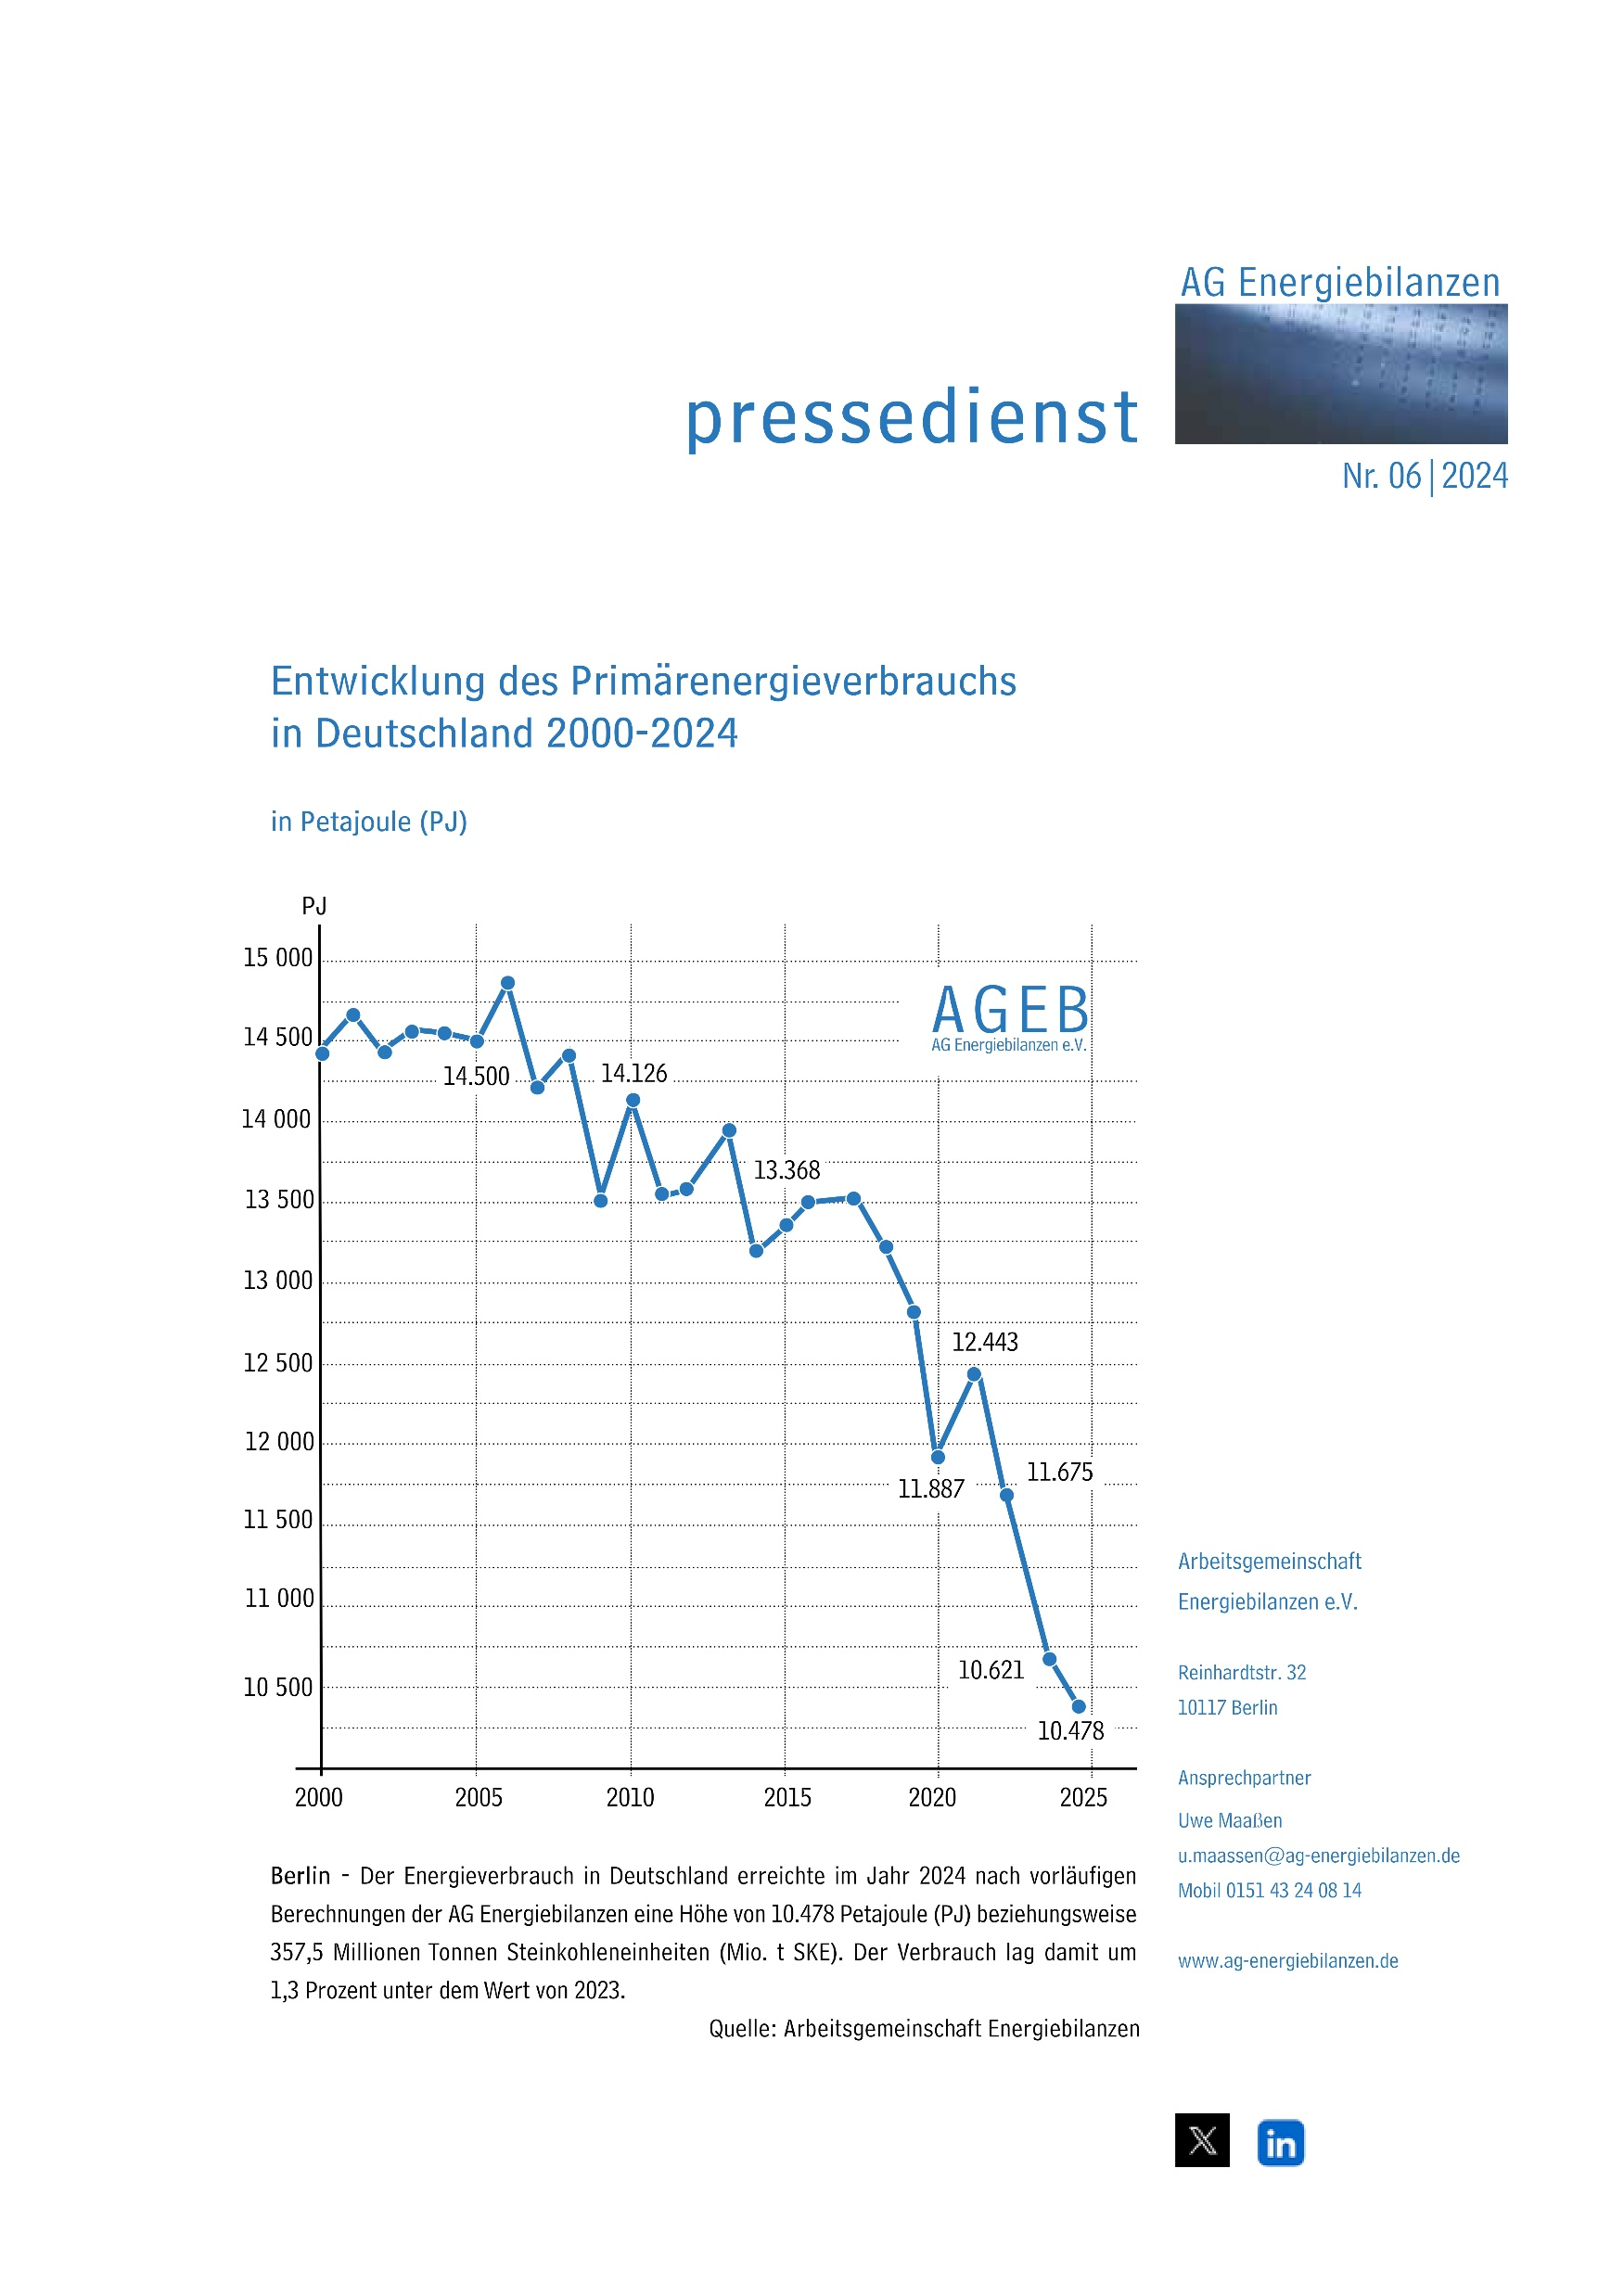 AG Energiebilanzen
pressedienst
Nr. 06|2024
Entwicklung des Primärenergieverbrauchs
in Deutschland 2000-2024
in Petajoule (PJ)
PJ
15 000
14 500
14 000
13 500
13 000
12 500
12 000
11 500
11 000
10 500
AGEB
AG Energiebilanzen e.V.
14.500
14.126
13.368
12.443
11.887
11.675
10.621
10.478
2000 2005 2010 2015 2020 2025
Berlin - Der Energieverbrauch in Deutschland erreichte im Jahr 2024 nach vorläufigen
Berechnungen der AG Energiebilanzen eine Höhe von 10.478 Petajoule (PJ) beziehungsweise
357,5 Millionen Tonnen Steinkohleneinheiten (Mio. t SKE). Der Verbrauch lag damit um
1,3 Prozent unter dem Wert von 2023.
Quelle: Arbeitsgemeinschaft Energiebilanzen
Arbeitsgemeinschaft
Energiebilanzen e.V.
Reinhardtstr. 32
10117 Berlin
Ansprechpartner
Uwe Maaßen
u.maassen@ag-energiebilanzen.de
Mobil 0151 43 24 08 14
www.ag-energiebilanzen.de
X
in